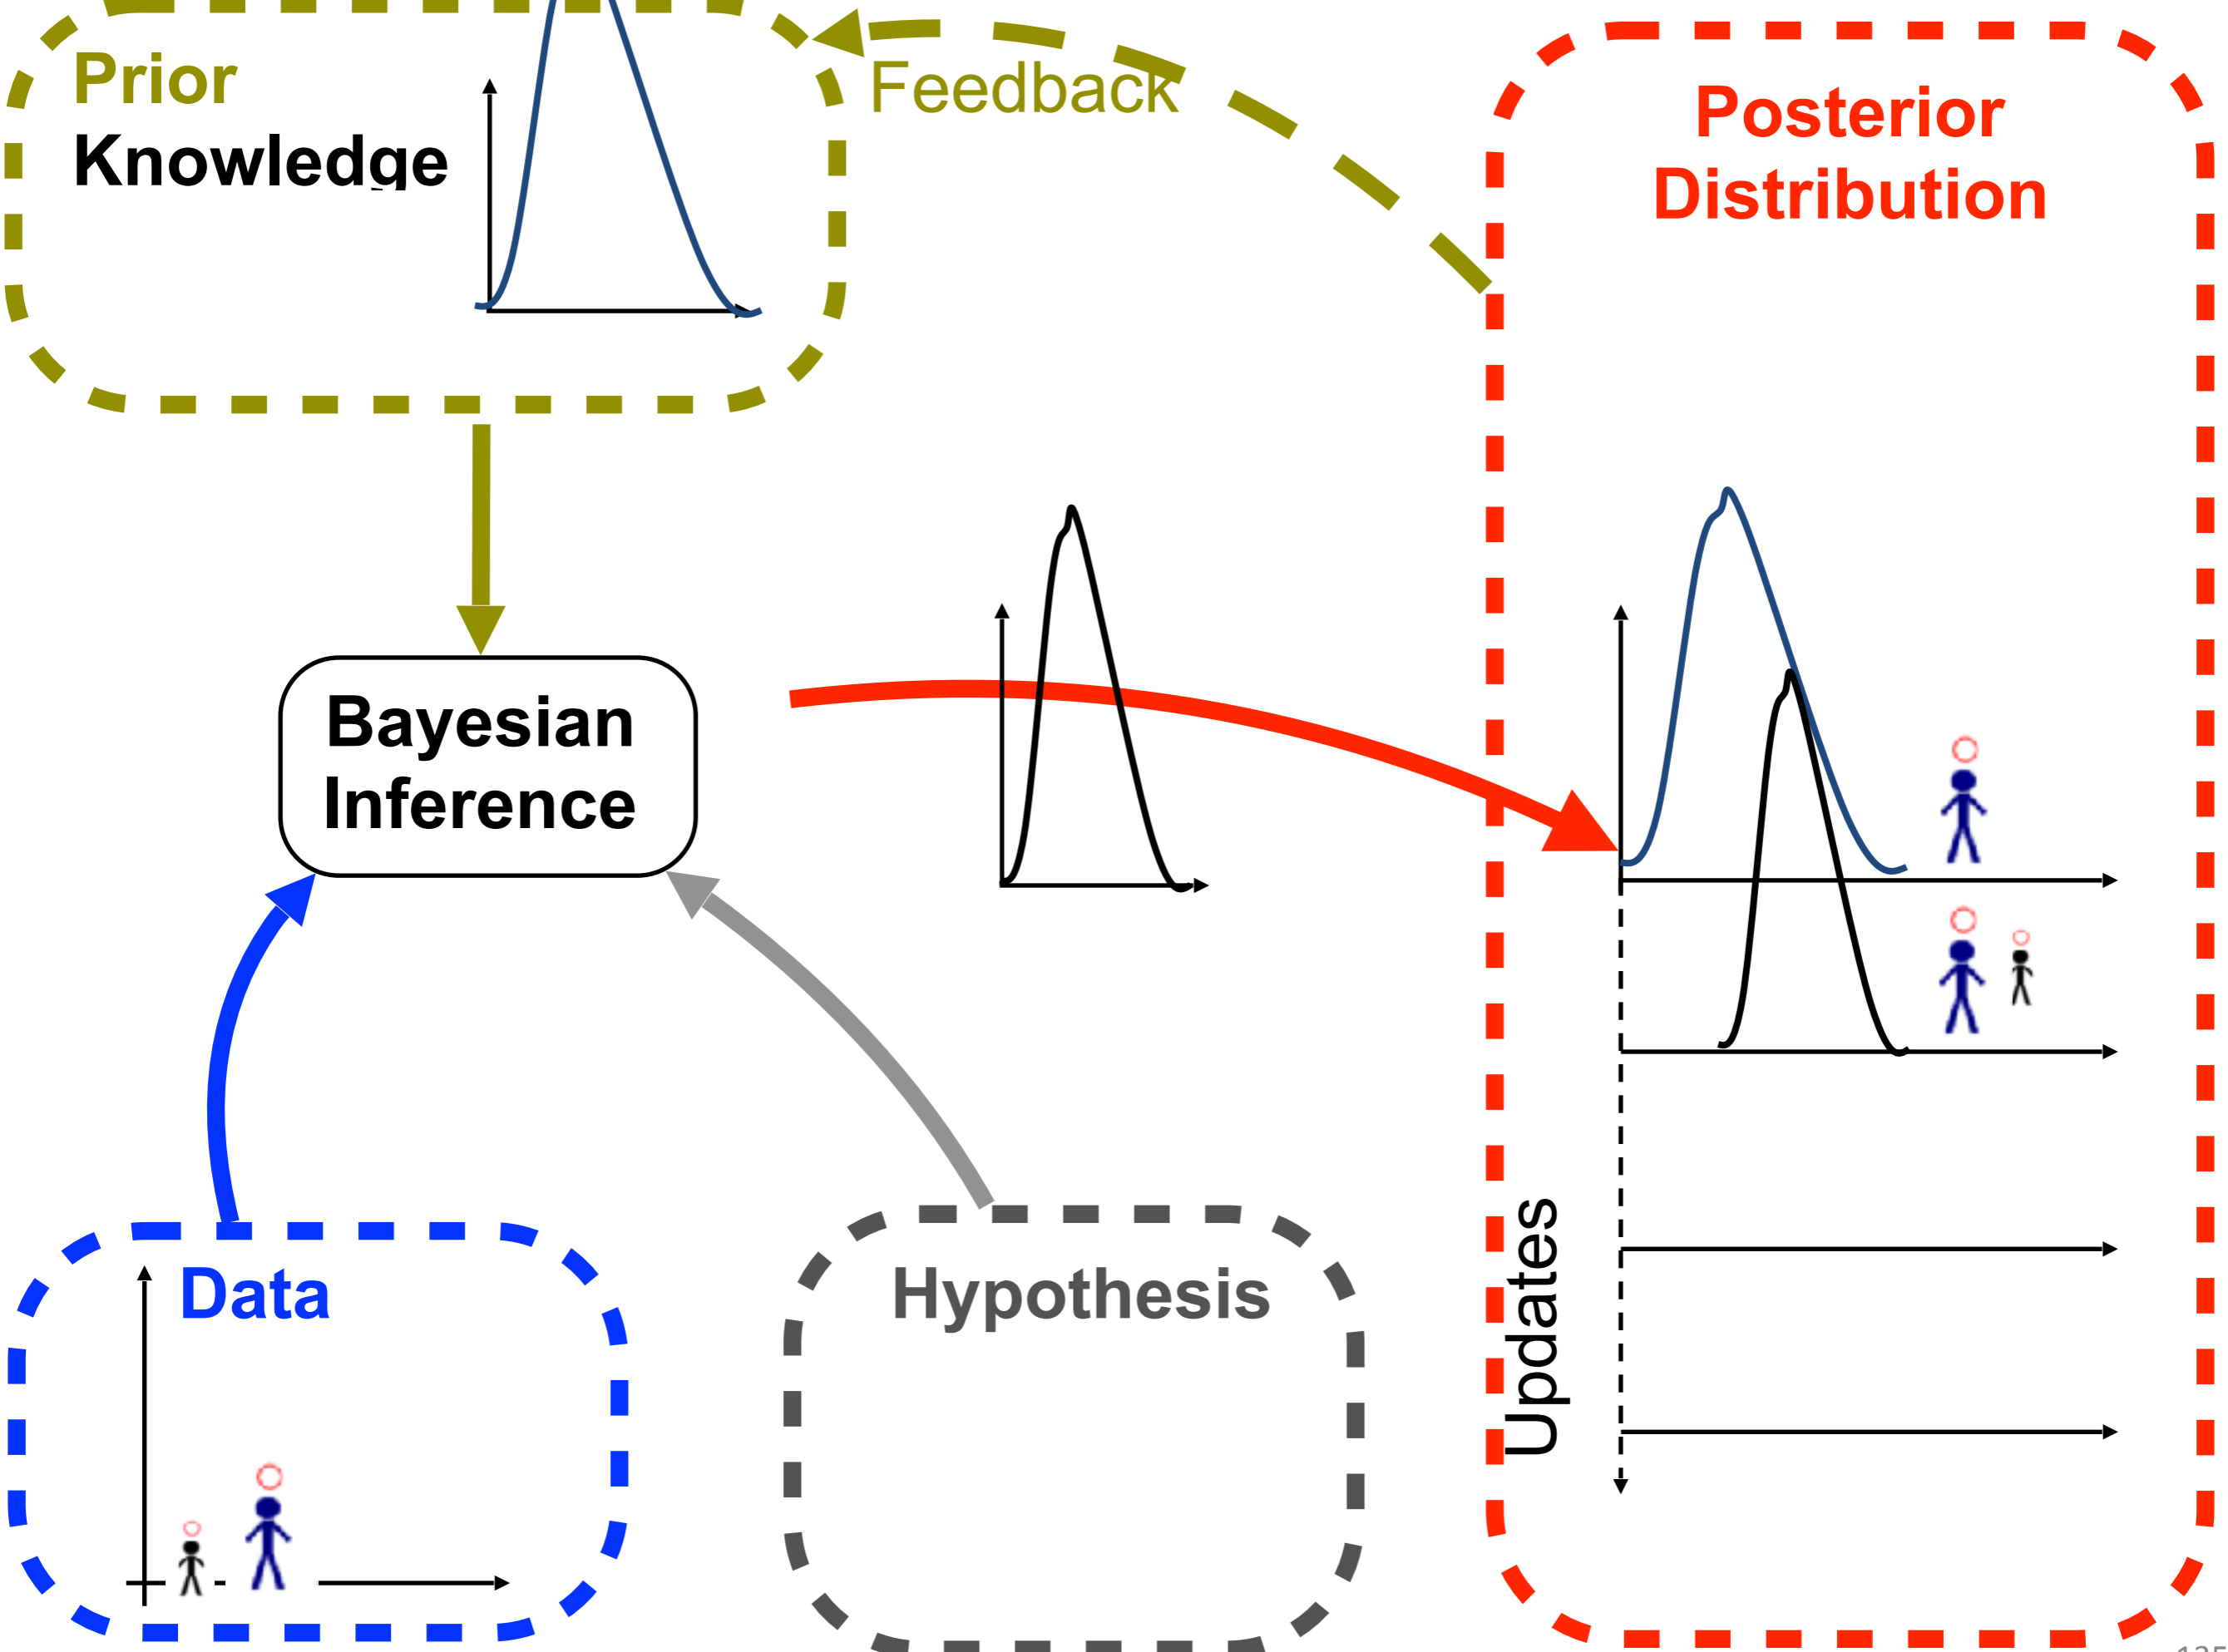 Prior
Knowledge
Feedback
Posterior
Distribution
Bayesian
Inference
Updates
Data
Hypothesis